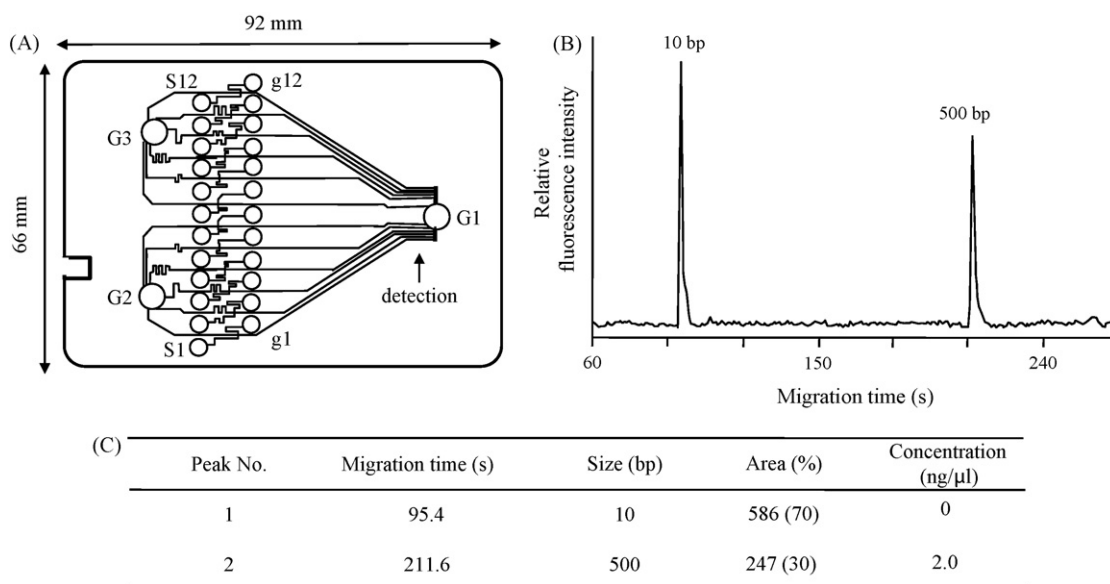 (A)
92 mm
66 mm
S12
g12
G3
G1
G2
detection
S1
g1
(B)
10 bp
500 bp
Relative
fluorescence intensity
60
150
240
Migration time (s)
(C)
Peak No.
Migration time (s)
Size (bp)
Area (%)
Concentration
(ng/μl)
1
95.4
10
586 (70)
0
2
211.6
500
247 (30)
2.0